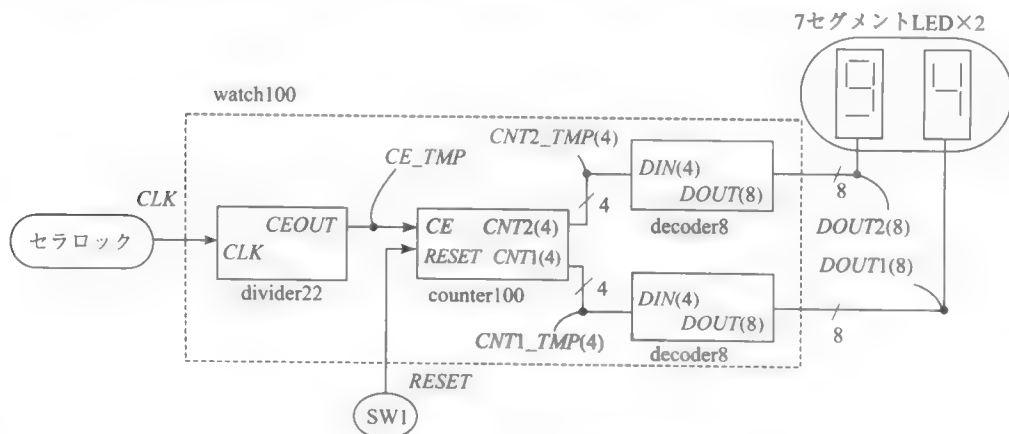 7セグメントLED×2
watch100
CNT2_TMP(4)
CE_TMP
DIN(4)
DOUT(8)
decoder8
8
DOUT2(8)
CLK
セラロック
CEOUT
CLK
divider22
CE CNT2(4)
RESET CNT1(4)
counter100
4
4
CNT1_TMP(4)
DIN(4)
DOUT(8)
decoder8
8
DOUT1(8)
RESET
SW1
94